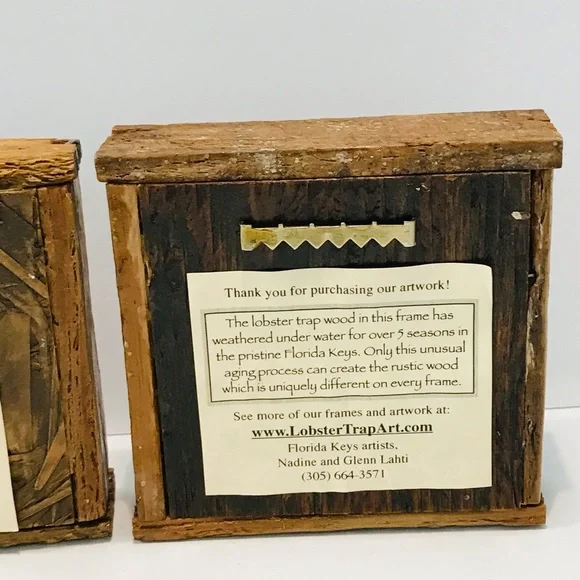 Thank you for purchasing our artwork!
The lobster trap wood in this frame has
weathered under water for over 5 seasons in
the pristine Florida Keys. Only this unusual
aging process can create the rustic wood
which is uniquely different on every frame.
See more of our frames and artwork at:
www.LobsterTrapArt.com
Florida Keys artists,
Nadine and Glenn Lahti
(305) 664-3571